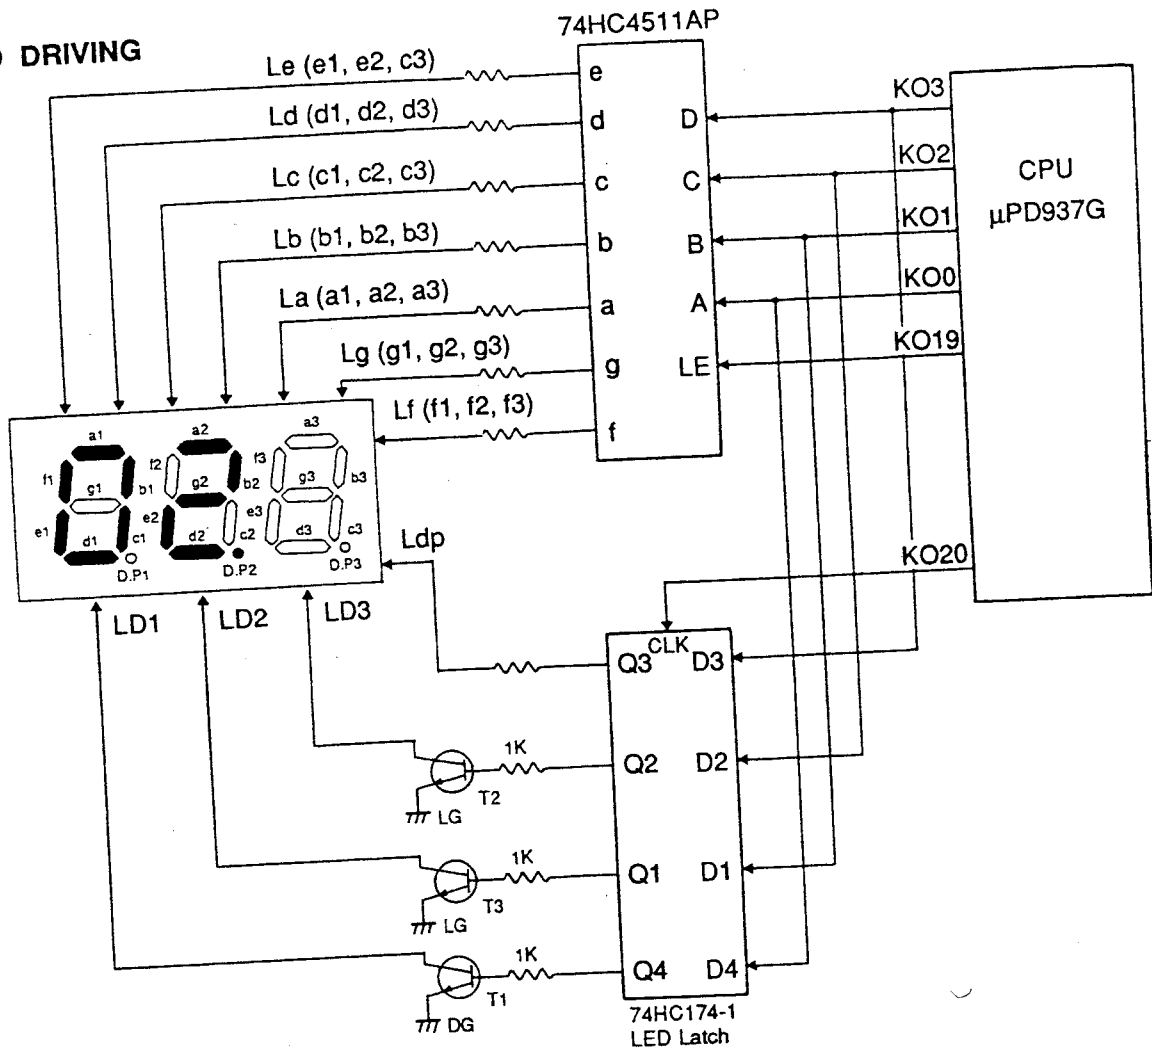 74HC4511AP
DRIVING
Le (e1, e2, c3)
e
Ld (d1, d2, d3)
d
D
KO3
Lc (c1, c2, c3)
c
C
KO2
CPU
µPD937G
Lb (b1, b2, b3)
b
B
KO1
La (a1, a2, a3)
a
A
KO0
Lg (g1, g2, g3)
g
LE
KO19
Lf (f1, f2, f3)
f
a1
a2
a3
f1
b1
f2
b2
f3
b3
g1
g2
g3
e1
c1
e2
c2
e3
c3
d1
d2
d3
D.P1
D.P2
D.P3
Ldp
KO20
LD1
LD2
LD3
CLK
Q3
D3
1K
Q2
D2
T2
LG
1K
Q1
D1
T3
LG
1K
Q4
D4
T1
DG
74HC174-1
LED Latch